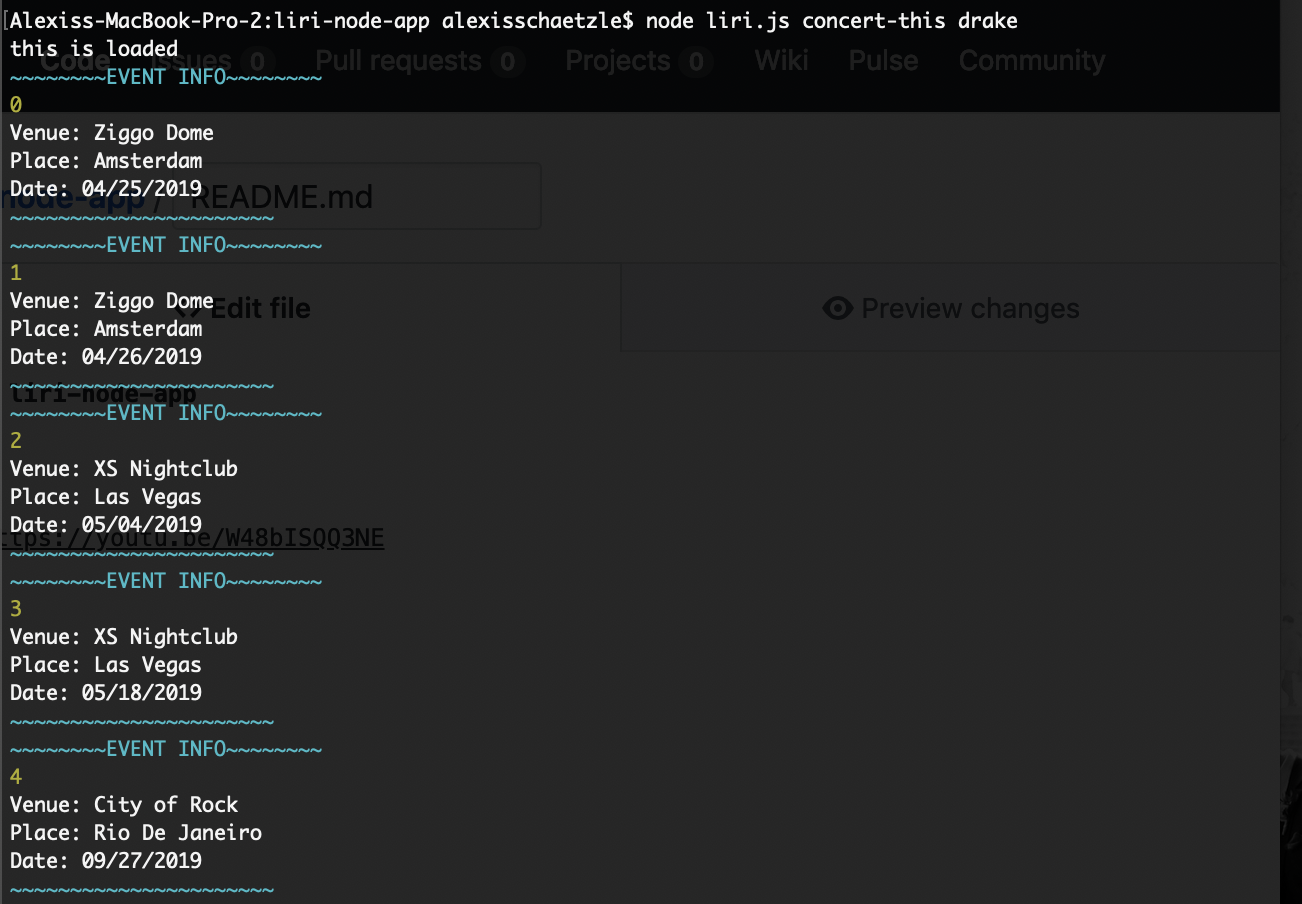 [Alexiss-MacBook-Pro-2:liri-node-app alexisschaetzle$ node liri.js concert-this drake
this is loaded
Code Issues 0 Pull requests 0 Projects 0 Wiki Pulse Community
~~~~~~~~EVENT INFO~~~~~~~~
0
Venue: Ziggo Dome
Place: Amsterdam
Date: 04/25/2019
node-app / README.md
~~~~~~~~~~~~~~~~~~~~~~
~~~~~~~~EVENT INFO~~~~~~~~
1
Venue: Ziggo Dome
<> Edit file Preview changes
Place: Amsterdam
Date: 04/26/2019
~~~~~~~~~~~~~~~~~~~~~~
liri-node-app
~~~~~~~~EVENT INFO~~~~~~~~
2
Venue: XS Nightclub
Place: Las Vegas
Date: 05/04/2019
ttps://youtu.be/W48bISQQ3NE
~~~~~~~~~~~~~~~~~~~~~~
~~~~~~~~EVENT INFO~~~~~~~~
3
Venue: XS Nightclub
Place: Las Vegas
Date: 05/18/2019
~~~~~~~~~~~~~~~~~~~~~~
~~~~~~~~EVENT INFO~~~~~~~~
4
Venue: City of Rock
Place: Rio De Janeiro
Date: 09/27/2019
~~~~~~~~~~~~~~~~~~~~~~